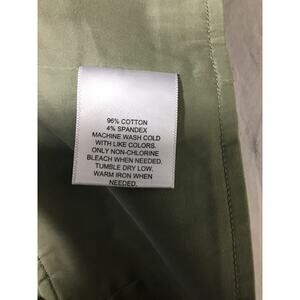 96% COTTON
4% SPANDEX
MACHINE WASH COLD
WITH LIKE COLORS.
ONLY NON-CHLORINE
BLEACH WHEN NEEDED.
TUMBLE DRY LOW.
WARM IRON WHEN
NEEDED.